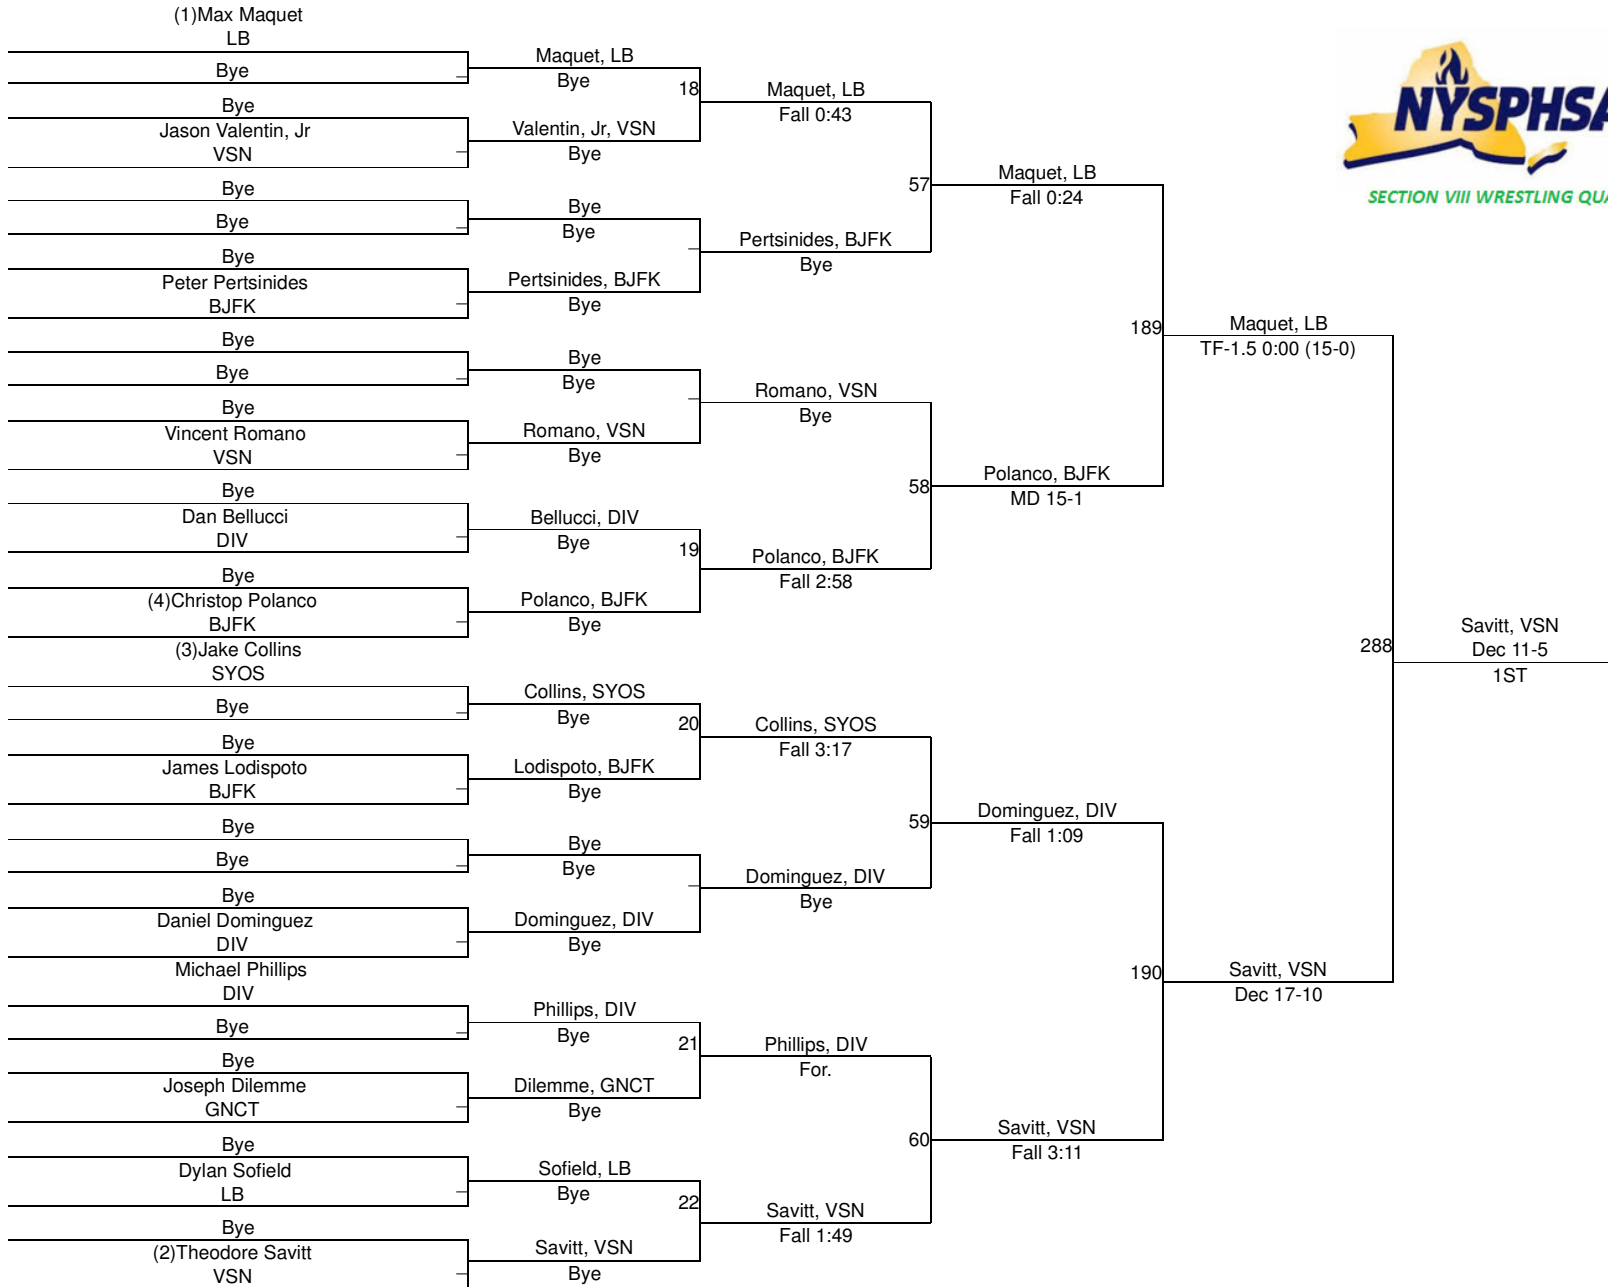 (1)Max Maquet
LB
Bye
Bye
Jason Valentin, Jr
VSN
Bye
Bye
Bye
Peter Pertsinides
BJFK
Bye
Bye
Bye
Vincent Romano
VSN
Bye
Dan Bellucci
DIV
Bye
(4)Christop Polanco
BJFK
(3)Jake Collins
SYOS
Bye
Bye
James Lodispoto
BJFK
Bye
Bye
Bye
Daniel Dominguez
DIV
Michael Phillips
DIV
Bye
Bye
Joseph Dilemme
GNCT
Bye
Dylan Sofield
LB
Bye
(2)Theodore Savitt
VSN
Maquet, LB
Bye
18
Valentin, Jr, VSN
Bye
Bye
Bye
Pertsinides, BJFK
Bye
Bye
Bye
Romano, VSN
Bye
Bellucci, DIV
Bye
19
Polanco, BJFK
Bye
Collins, SYOS
Bye
20
Lodispoto, BJFK
Bye
Bye
Bye
Dominguez, DIV
Bye
Phillips, DIV
Bye
21
Dilemme, GNCT
Bye
Sofield, LB
Bye
22
Savitt, VSN
Bye
Maquet, LB
Fall 0:43
57
Pertsinides, BJFK
Bye
Romano, VSN
Bye
58
Polanco, BJFK
Fall 2:58
Collins, SYOS
Fall 3:17
59
Dominguez, DIV
Bye
Phillips, DIV
For.
60
Savitt, VSN
Fall 1:49
Maquet, LB
Fall 0:24
189
Polanco, BJFK
MD 15-1
Dominguez, DIV
Fall 1:09
190
Savitt, VSN
Fall 3:11
Maquet, LB
TF-1.5 0:00 (15-0)
288
Savitt, VSN
Dec 17-10
Savitt, VSN
Dec 11-5
1ST
NYSPHSA
SECTION VIII WRESTLING QUA